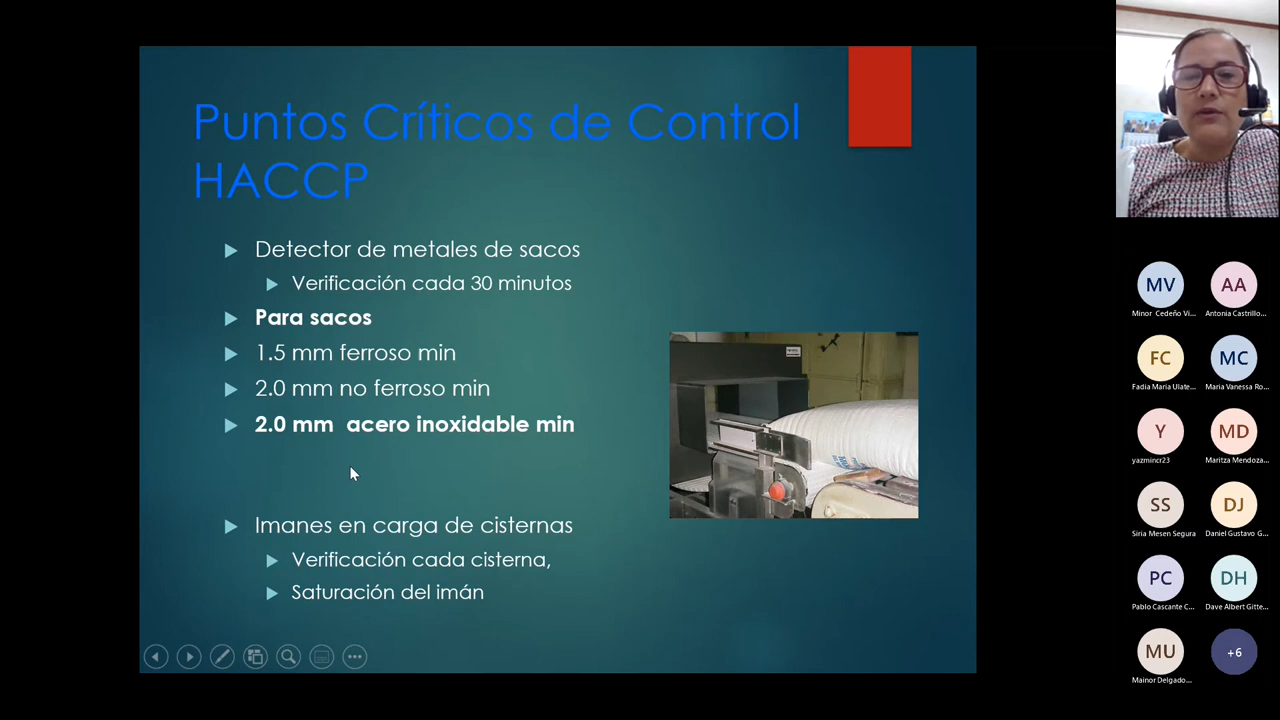 Puntos Críticos de Control
HACCP
Detector de metales de sacos
Verificación cada 30 minutos
Para sacos
1.5 mm ferroso min
2.0 mm no ferroso min
2.0 mm acero inoxidable min
Imanes en carga de cisternas
Verificación cada cisterna,
Saturación del imán
MV
AA
Minor Cedeño Vi...
Antonia Castrillo...
FC
MC
Fadia Maria Ulate...
Maria Vanessa Ro...
Y
MD
yazmincr23
Maritza Mendoza...
SS
DJ
Siria Mesen Segura
Daniel Gustavo G...
PC
DH
Pablo Cascante C...
Dave Albert Gitte...
MU
+6
Mainor Delgado...